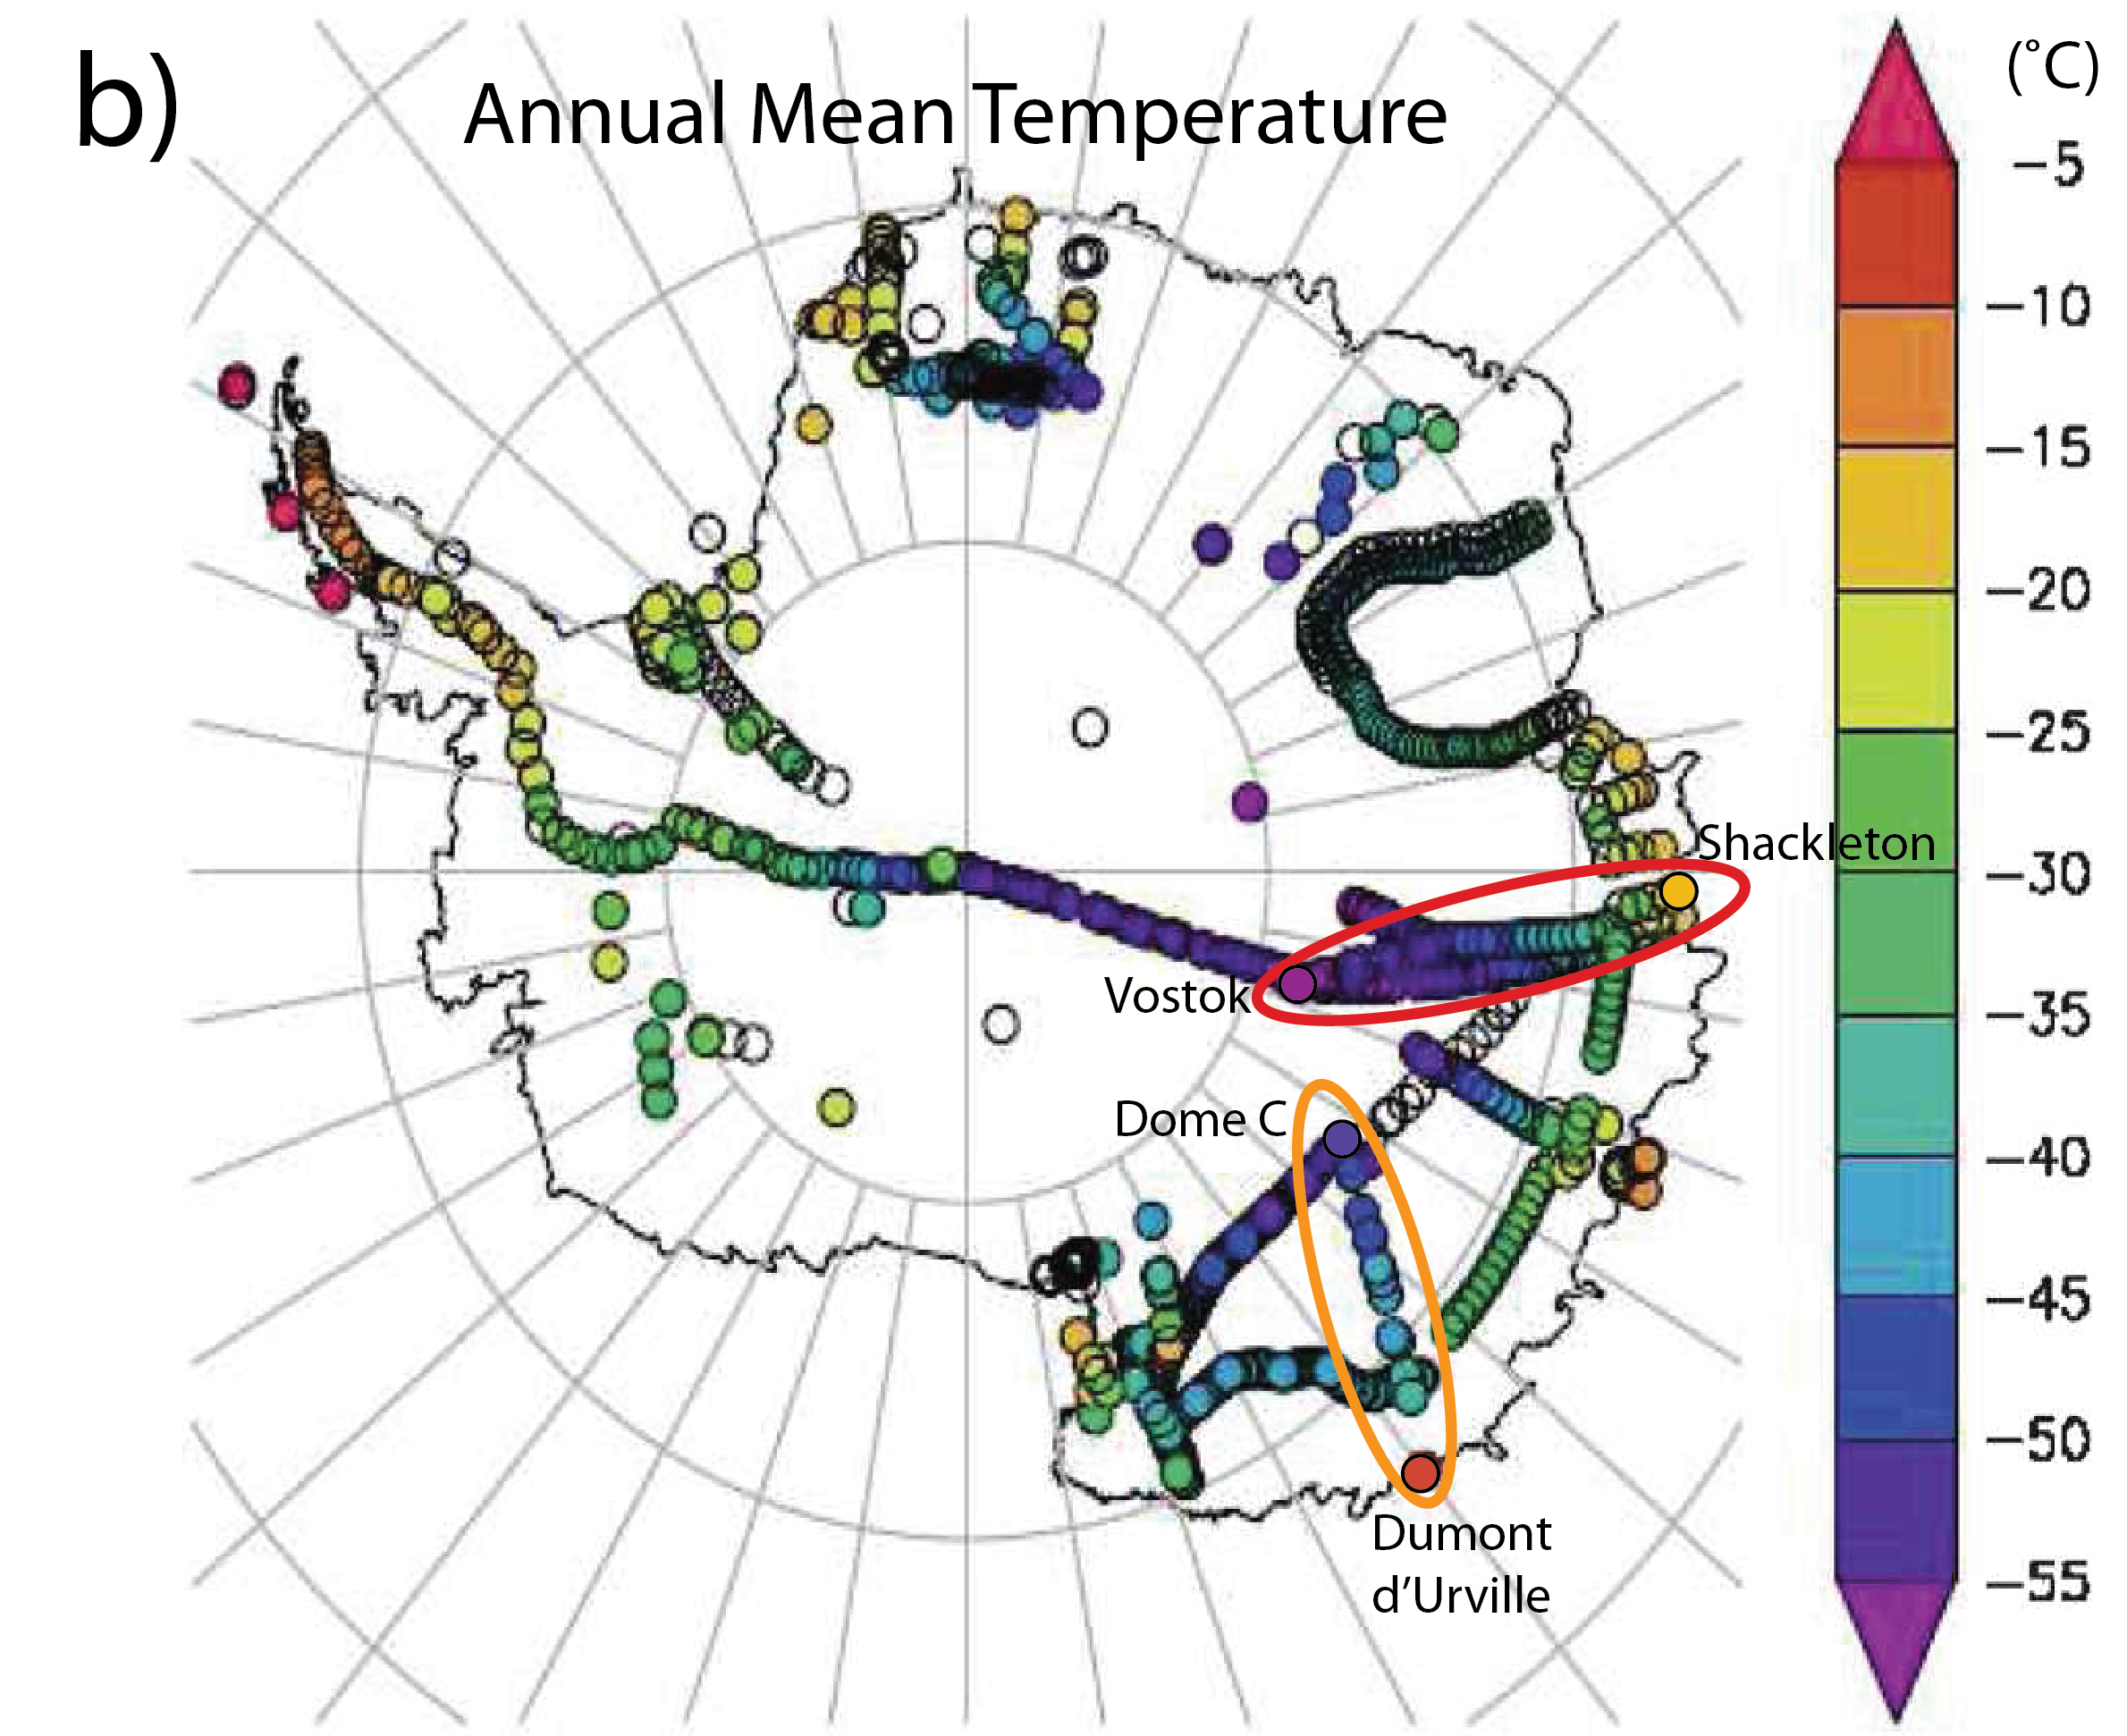 b)
Annual Mean Temperature
(˚C)
−5
−10
−15
−20
−25
−30
−35
−40
−45
−50
−55
Shackleton
Vostok
Dome C
Dumont
d’Urville